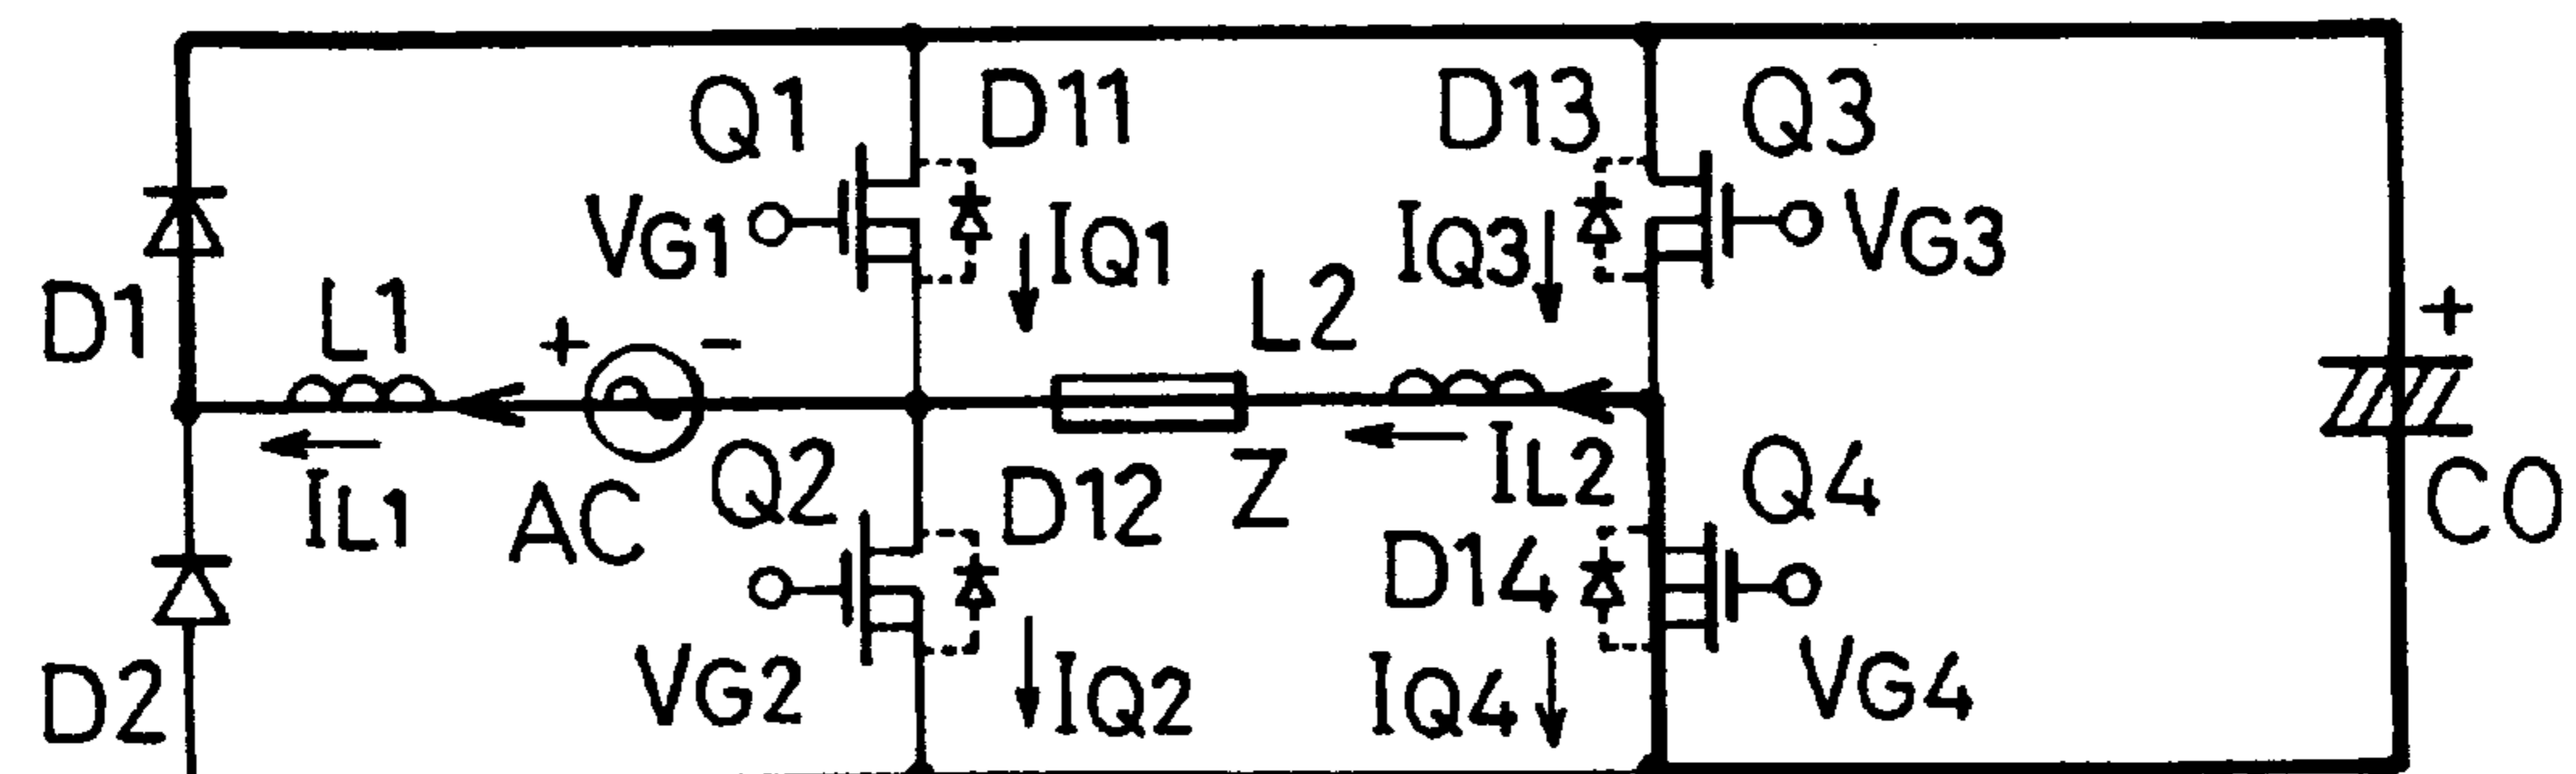 Q1
D11
D13
Q3
VG1
IQ1
IQ3
VG3
D1
L1
+
-
L2
+
IL1
AC
Q2
D12
Z
IL2
Q4
CO
D14
D2
VG2
IQ2
IQ4
VG4